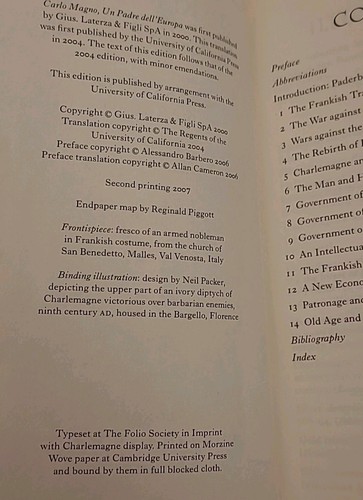 Carlo Magno, Un Padre dell'Europa was first published
by Gius. Laterza & Figli SpA in 2000. This translation
was first published by the University of California Press
in 2004. The text of this edition follows that of the
2004 edition, with minor emendations.
This edition is published by arrangement with the
University of California Press.
Copyright © Gius. Laterza & Figli SpA 2000
Translation copyright © The Regents of the
University of California 2004
Preface copyright © Alessandro Barbero 2006
Preface translation copyright © Allan Cameron 2006
Second printing 2007
Endpaper map by Reginald Piggott
Frontispiece: fresco of an armed nobleman
in Frankish costume, from the church of
San Benedetto, Malles, Val Venosta, Italy
Binding illustration: design by Neil Packer,
depicting the upper part of an ivory diptych of
Charlemagne victorious over barbarian enemies,
ninth century AD, housed in the Bargello, Florence
Typeset at The Folio Society in Imprint
with Charlemagne display. Printed on Morzine
Wove paper at Cambridge University Press
and bound by them in full blocked cloth.
CO
Preface
Abbreviations
Introduction: Paderb
1 The Frankish Tr
2 The War against
3 Wars against the
4 The Rebirth of
5 Charlemagne a
6 The Man and H
7 Government of
8 Government of
9 Government o
10 An Intellectua
11 The Frankish
12 A New Econo
13 Patronage and
14 Old Age and
Bibliography
Index